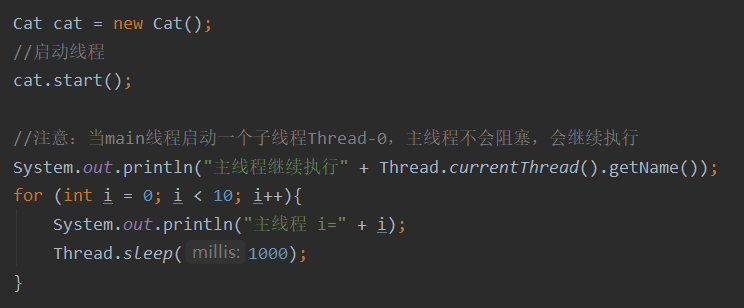 Cat cat = new Cat();
//启动线程
cat.start();
//注意：当main线程启动一个子线程Thread-0，主线程不会阻塞，会继续执行
System.out.println("主线程继续执行" + Thread.currentThread().getName());
for (int i = 0; i < 10; i++){
System.out.println("主线程 i=" + i);
Thread.sleep( millis: 1000);
}